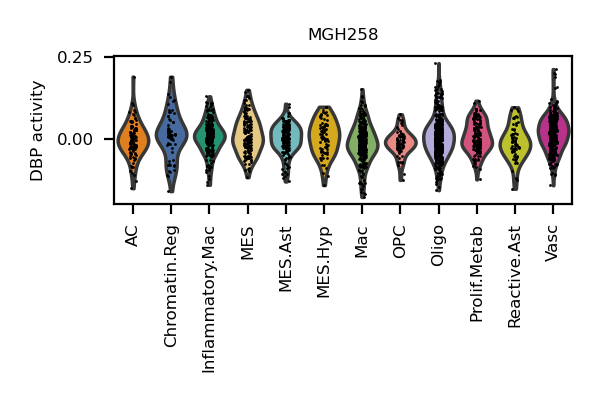 MGH258
DBP activity
0.25
0.00
AC
Chromatin.Reg
Inflammatory.Mac
MES
MES.Ast
MES.Hyp
Mac
OPC
Oligo
Prolif.Metab
Reactive.Ast
Vasc